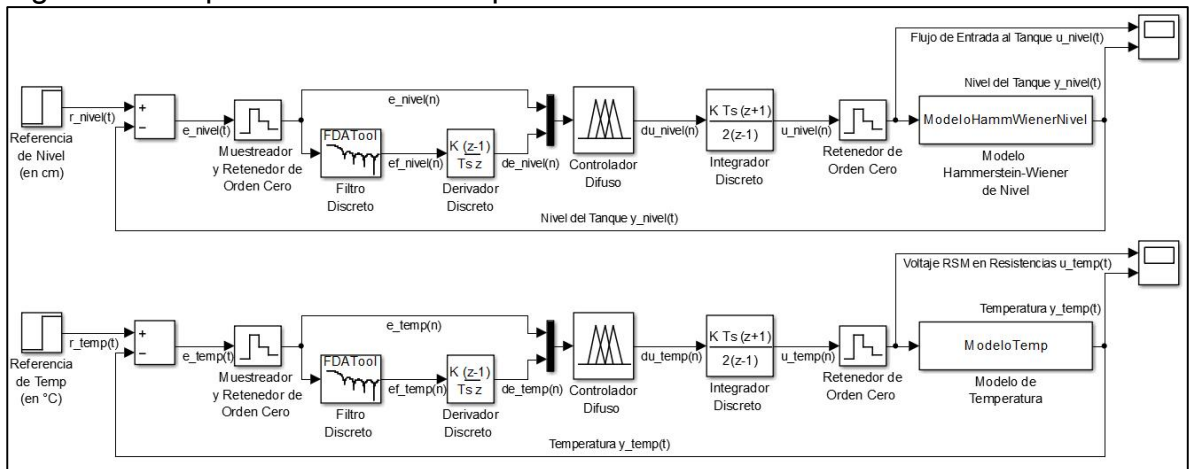 Flujo de Entrada al Tanque u_nivel(t)
Nivel del Tanque y_nivel(t)
r_nivel(t)
+
−
e_nivel(t)
Referencia
de Nivel
(en cm)
Muestreador
y Retenedor de
Orden Cero
e_nivel(n)
FDATool
ef_nivel(n)
Filtro
Discreto
K (z-1)
Ts z
de_nivel(n)
Derivador
Discreto
Controlador
Difuso
du_nivel(n)
K Ts (z+1)
2(z-1)
Integrador
Discreto
u_nivel(n)
Retenedor de
Orden Cero
ModeloHammWienerNivel
Modelo
Hammerstein-Wiener
de Nivel
Nivel del Tanque y_nivel(t)
Voltaje RSM en Resistencias u_temp(t)
Temperatura y_temp(t)
r_temp(t)
+
−
e_temp(t)
Referencia
de Temp
(en °C)
Muestreador
y Retenedor de
Orden Cero
e_temp(n)
FDATool
ef_temp(n)
Filtro
Discreto
K (z-1)
Ts z
de_temp(n)
Derivador
Discreto
Controlador
Difuso
du_temp(n)
K Ts (z+1)
2(z-1)
Integrador
Discreto
u_temp(n)
Retenedor de
Orden Cero
ModeloTemp
Modelo de
Temperatura
Temperatura y_temp(t)